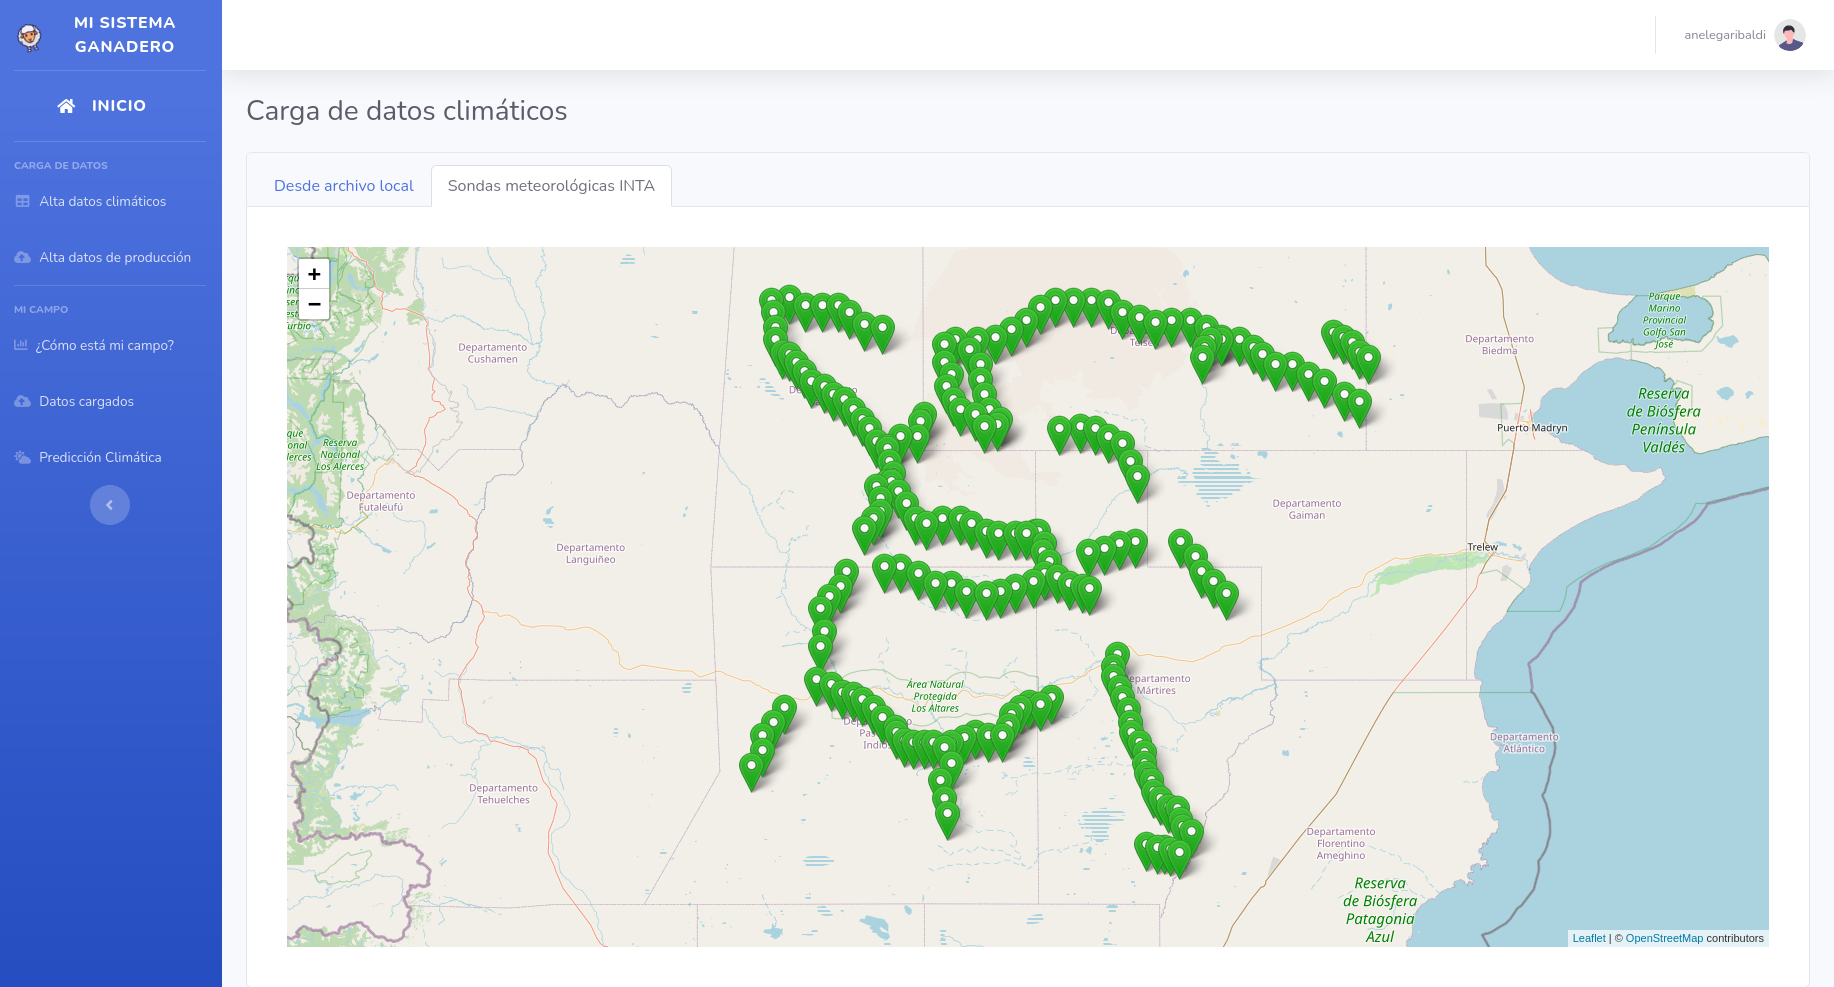 MI SISTEMA
GANADERO
INICIO
CARGA DE DATOS
Alta datos climáticos
Alta datos de producción
MI CAMPO
¿Cómo está mi campo?
Datos cargados
Predicción Climática
anelegaribaldi
Carga de datos climáticos
Desde archivo local
Sondas meteorológicas INTA
+
−
Departamento
Cushamen
Departamento
Biedma
Parque
Marino
Provincial
Golfo San
José
Reserva
de Biósfera
Península
Valdés
Puerto Madryn
Reserva
Nacional
Los Alerces
Departamento
Futaleufú
Departamento
Gaiman
Departamento
Languiñeo
Trelew
Área Natural
Protegida
Los Altares
Mártires
Departamento
Atlántico
Departamento
Tehuelches
Departamento
Florentino
Ameghino
Reserva
de Biósfera
Patagonia
Azul
Leaflet | © OpenStreetMap contributors